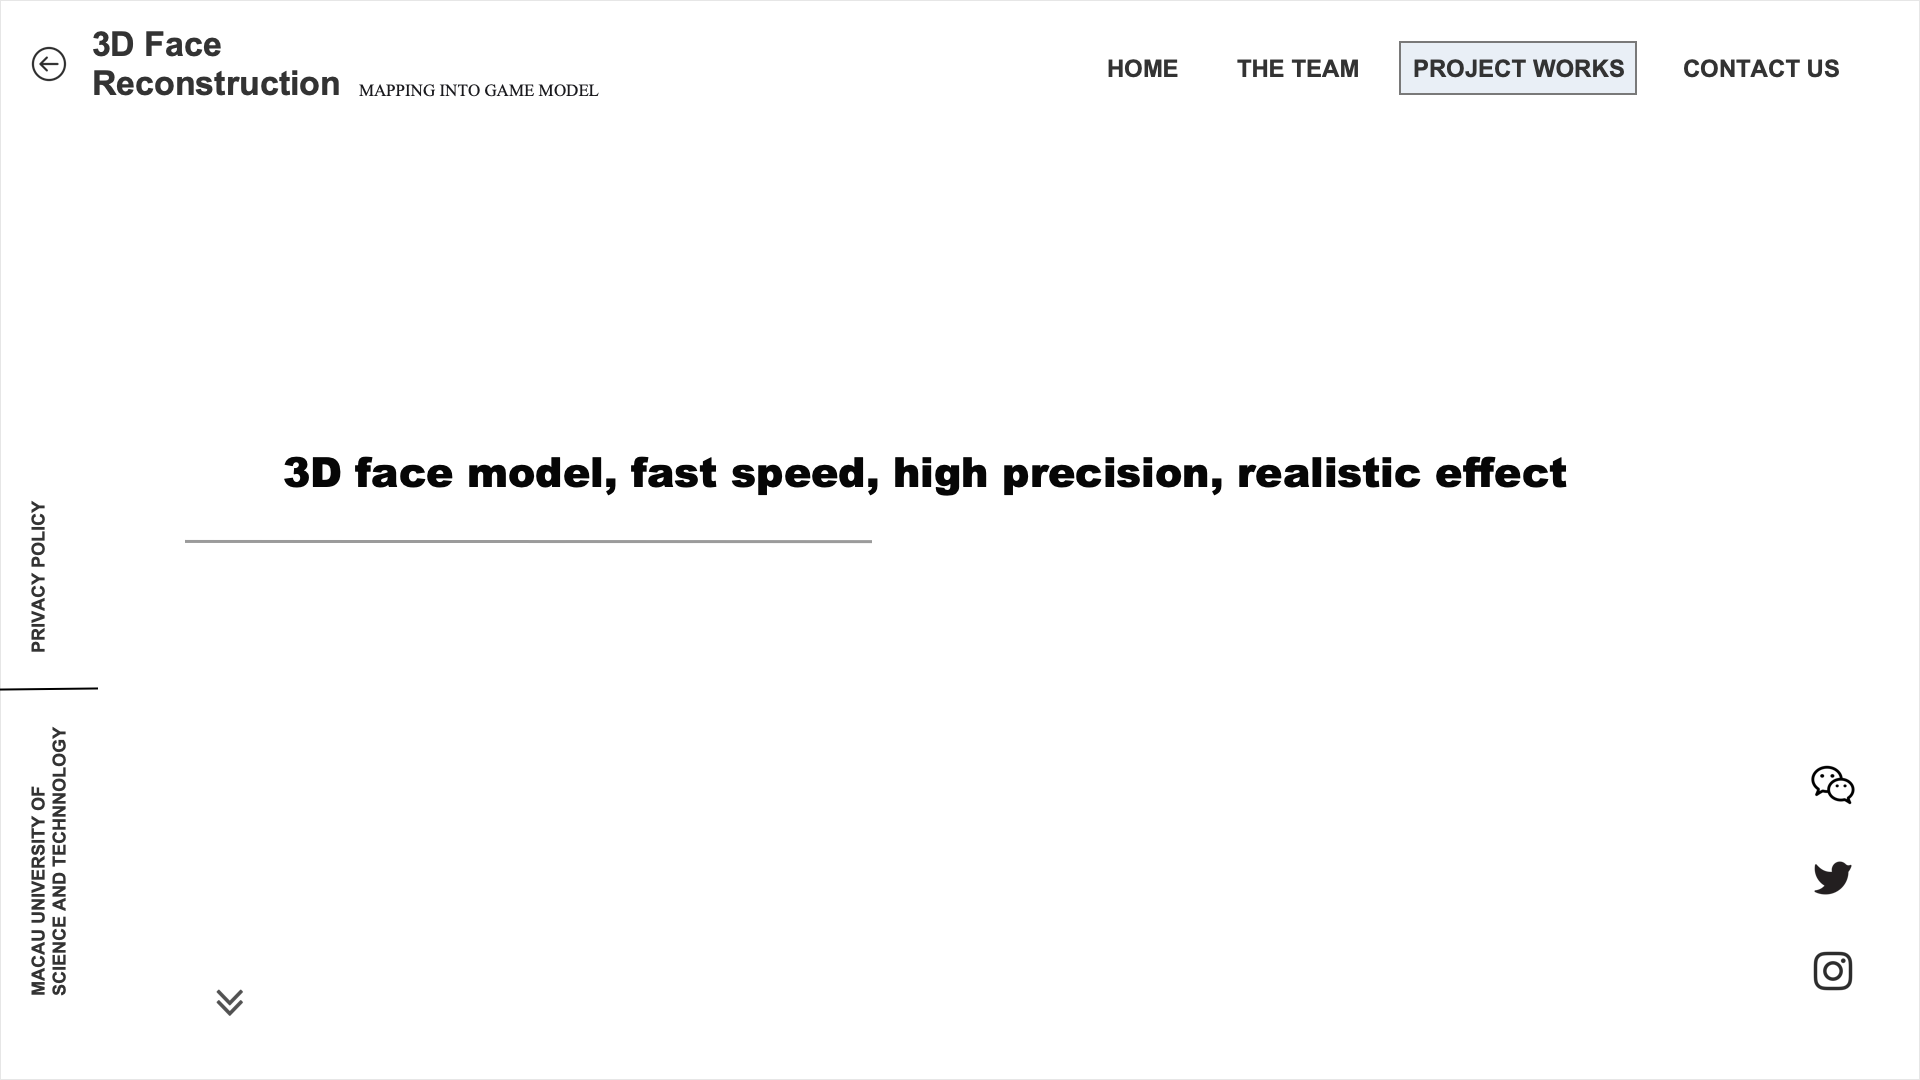 3D Face
Reconstruction
MAPPING INTO GAME MODEL
HOME
THE TEAM
PROJECT WORKS
CONTACT US
3D face model, fast speed, high precision, realistic effect
PRIVACY POLICY
MACAU UNIVERSITY OF
SCIENCE AND TECHNNOLOGY